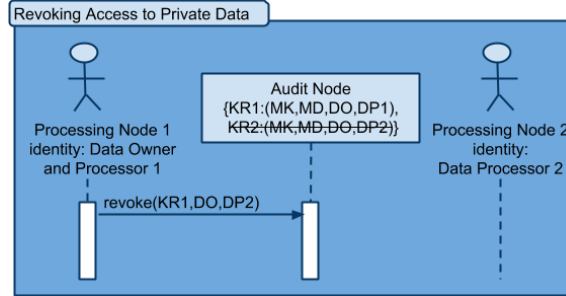 Revoking Access to Private Data
Audit Node
{KR1:(MK,MD,DO,DP1),
KR2:(MK,MD,DO,DP2)}
Processing Node 1
identity: Data Owner
and Processor 1
Processing Node 2
identity:
Data Processor 2
revoke(KR1,DO,DP2)